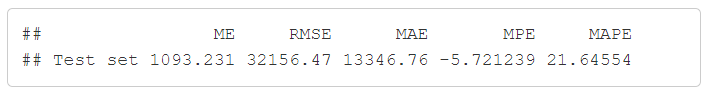 ##                 ME     RMSE      MAE       MPE     MAPE
## Test set 1093.231 32156.47 13346.76 -5.721239 21.64554